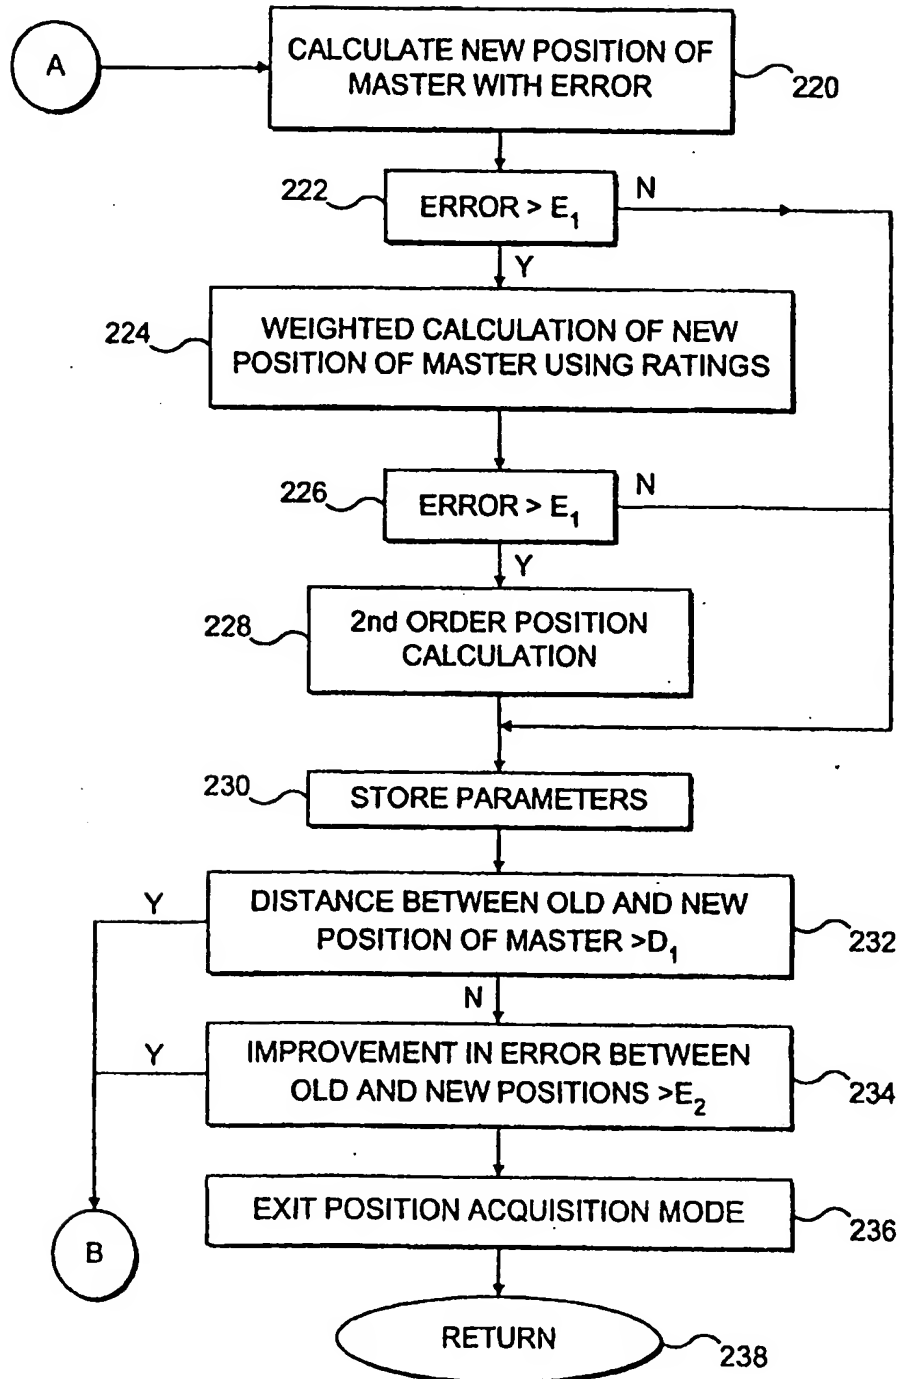 A
CALCULATE NEW POSITION OF
MASTER WITH ERROR
220
222
ERROR > E₁
N
Y
224
WEIGHTED CALCULATION OF NEW
POSITION OF MASTER USING RATINGS
226
ERROR > E₁
N
Y
228
2nd ORDER POSITION
CALCULATION
230
STORE PARAMETERS
Y
DISTANCE BETWEEN OLD AND NEW
POSITION OF MASTER >D₁
232
N
Y
IMPROVEMENT IN ERROR BETWEEN
OLD AND NEW POSITIONS >E₂
234
EXIT POSITION ACQUISITION MODE
236
B
RETURN
238